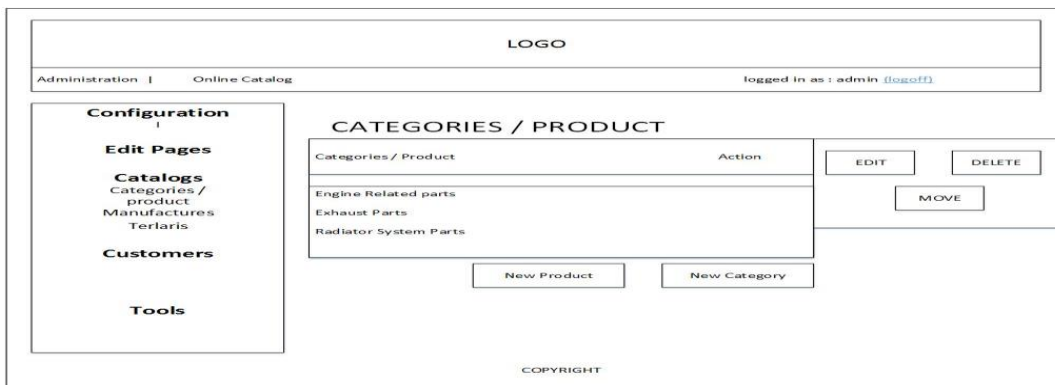 LOGO
Administration |
Online Catalog
logged in as : admin (logoff)
Configuration
Edit Pages
Catalogs
Categories /
product
Manufactures
Terlaris
Customers
Tools
CATEGORIES / PRODUCT
Categories / Product
Action
Engine Related parts
Exhaust Parts
Radiator System Parts
EDIT
DELETE
MOVE
New Product
New Category
COPYRIGHT